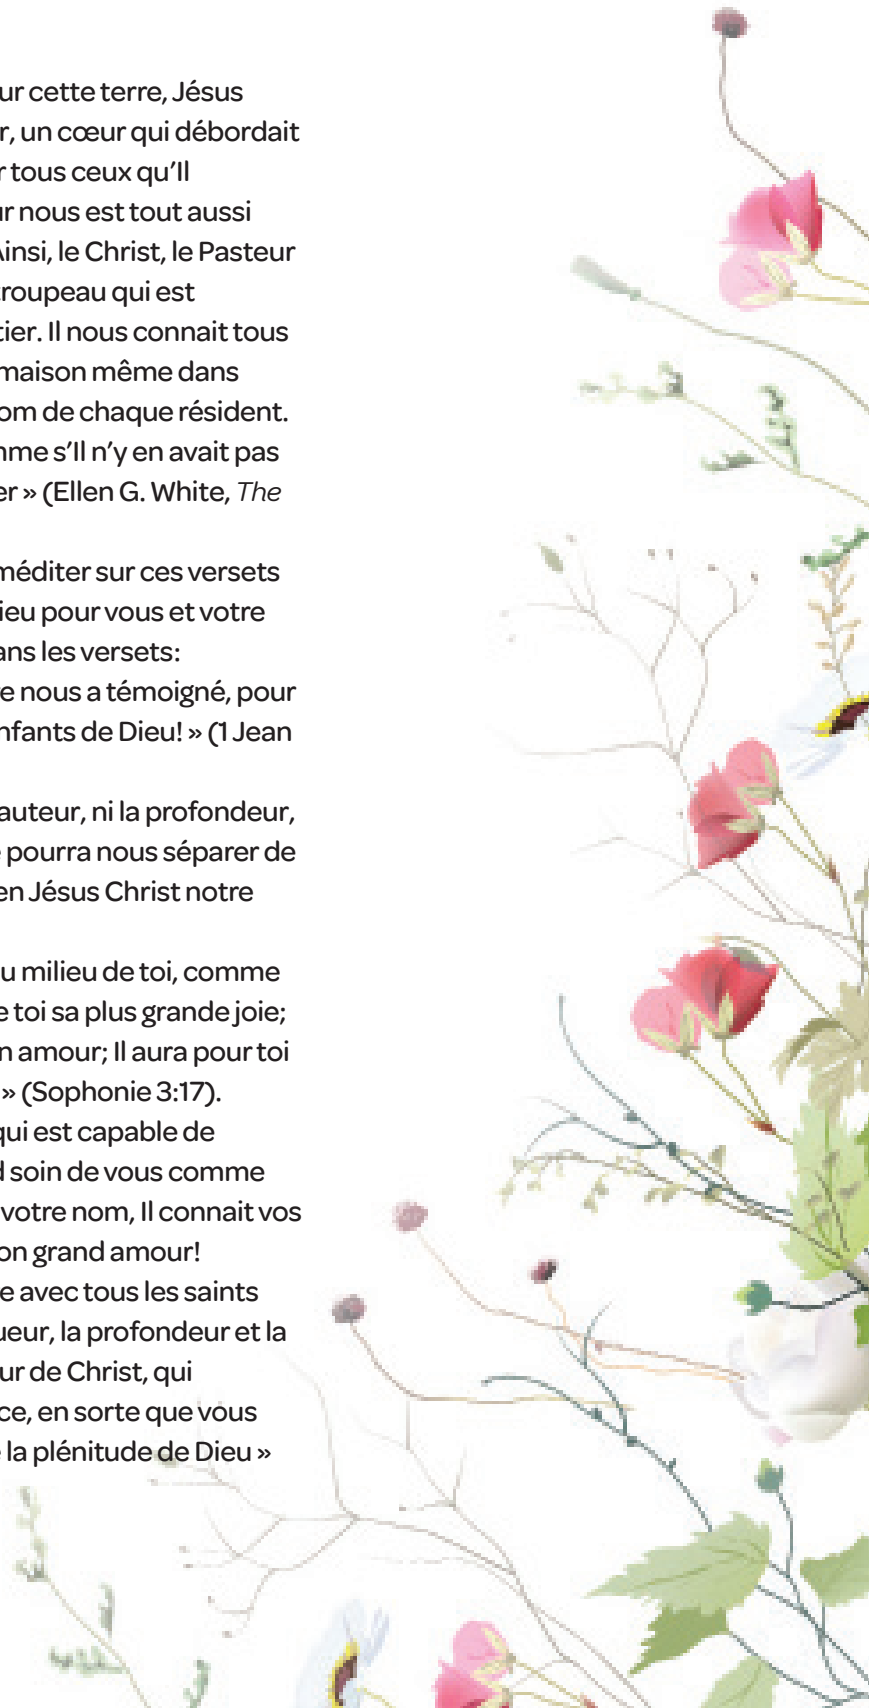 ur cette terre, Jésus
r, un cœur qui débordait
r tous ceux qu’Il
ur nous est tout aussi
Ainsi, le Christ, le Pasteur
troupeau qui est
tier. Il nous connait tous
maison même dans
om de chaque résident.
mme s’Il n’y en avait pas
er » (Ellen G. White, The
méditer sur ces versets
ieu pour vous et votre
ans les versets:
e nous a témoigné, pour
nfants de Dieu! » (1 Jean
auteur, ni la profondeur,
e pourra nous séparer de
en Jésus Christ notre
u milieu de toi, comme
e toi sa plus grande joie;
n amour; Il aura pour toi
» (Sophonie 3:17).
qui est capable de
d soin de vous comme
votre nom, Il connait vos
on grand amour!
e avec tous les saints
ueur, la profondeur et la
ur de Christ, qui
ce, en sorte que vous
e la plénitude de Dieu »